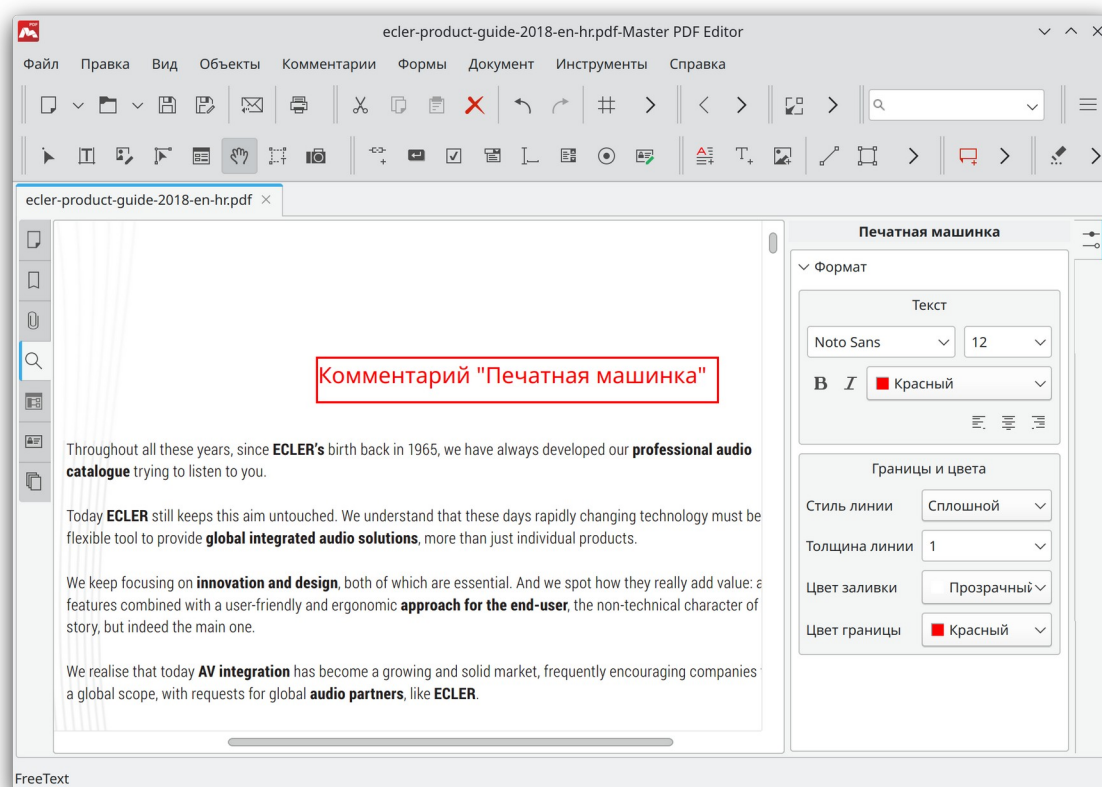 ecler-product-guide-2018-en-hr.pdf-Master PDF Editor
Файл Правка Вид Объекты Комментарии Формы Документ Инструменты Справка
ecler-product-guide-2018-en-hr.pdf
Печатная машинка
Формат
Текст
Noto Sans 12
B I Красный
Границы и цвета
Стиль линии Сплошной
Толщина линии 1
Цвет заливки Прозрачный
Цвет границы Красный
Комментарий "Печатная машинка"
Throughout all these years, since ECLER's birth back in 1965, we have always developed our professional audio
catalogue trying to listen to you.
Today ECLER still keeps this aim untouched. We understand that these days rapidly changing technology must be
flexible tool to provide global integrated audio solutions, more than just individual products.
We keep focusing on innovation and design, both of which are essential. And we spot how they really add value:
features combined with a user-friendly and ergonomic approach for the end-user, the non-technical character of
story, but indeed the main one.
We realise that today AV integration has become a growing and solid market, frequently encouraging companies
a global scope, with requests for global audio partners, like ECLER.
FreeText